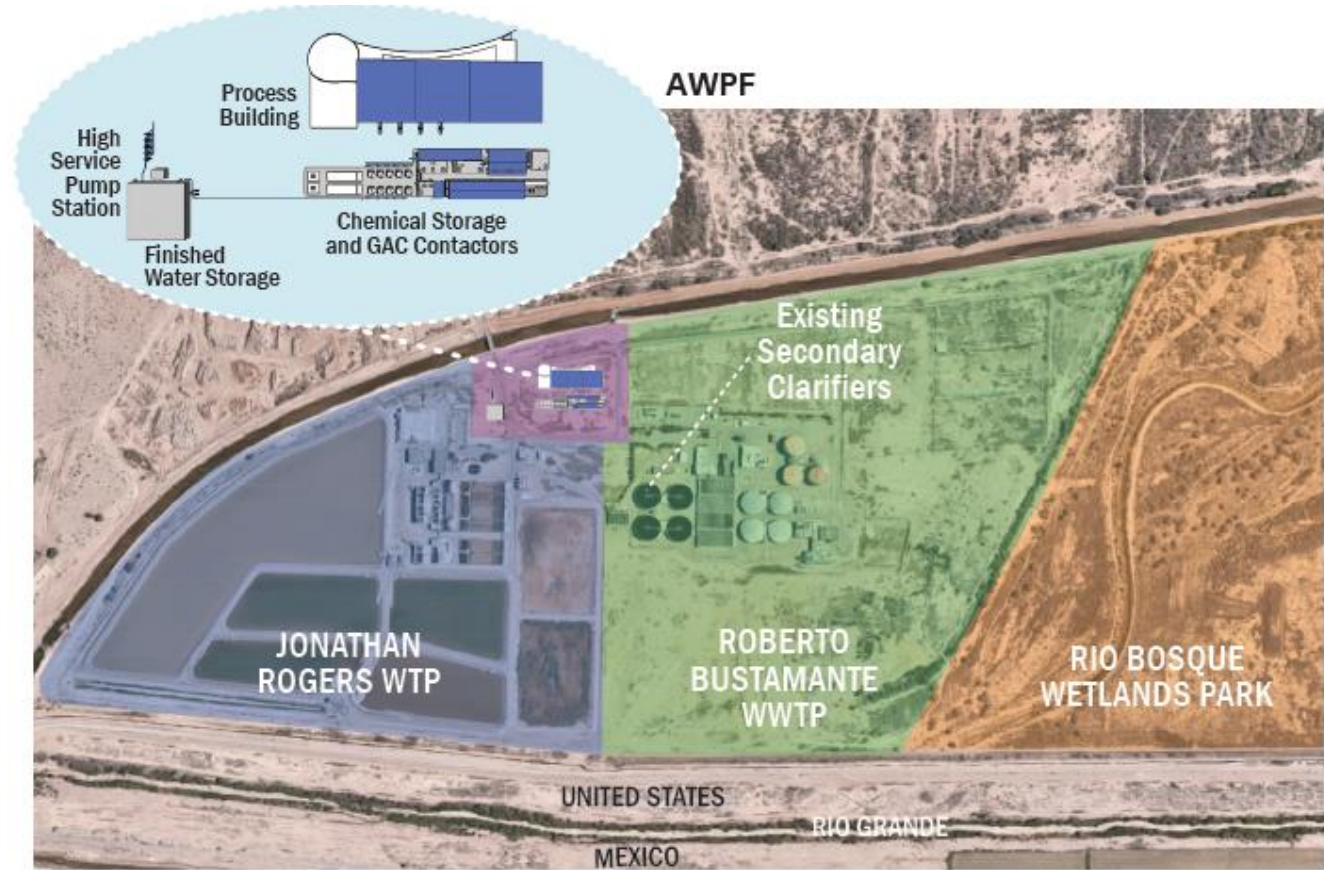 AWPF
Process
Building
High
Service
Pump
Station
Chemical Storage
and GAC Contactors
Finished
Water Storage
Existing
Secondary
Clarifiers
JONATHAN
ROGERS WTP
ROBERTO
BUSTAMANTE
WWTP
RIO BOSQUE
WETLANDS PARK
UNITED STATES
RIO GRANDE
MEXICO